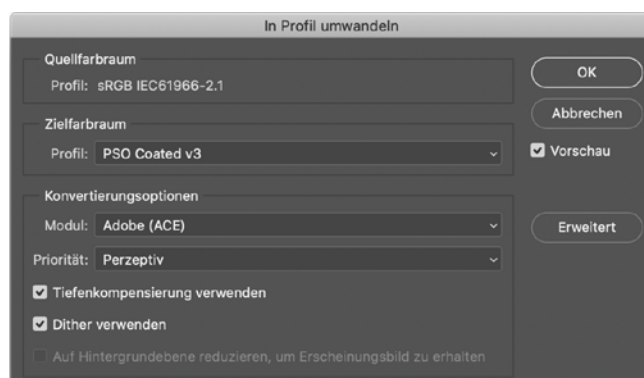 In Profil umwandeln
Quellfarbraum
Profil: sRGB IEC61966-2.1
OK
Abbrechen
Zielfarbraum
Profil: PSO Coated v3
Vorschau
Konvertierungsoptionen
Modul: Adobe (ACE)
Erweitert
Priorität: Perzeptiv
Tiefenkompensierung verwenden
Dither verwenden
Auf Hintergrundebene reduzieren, um Erscheinungsbild zu erhalten